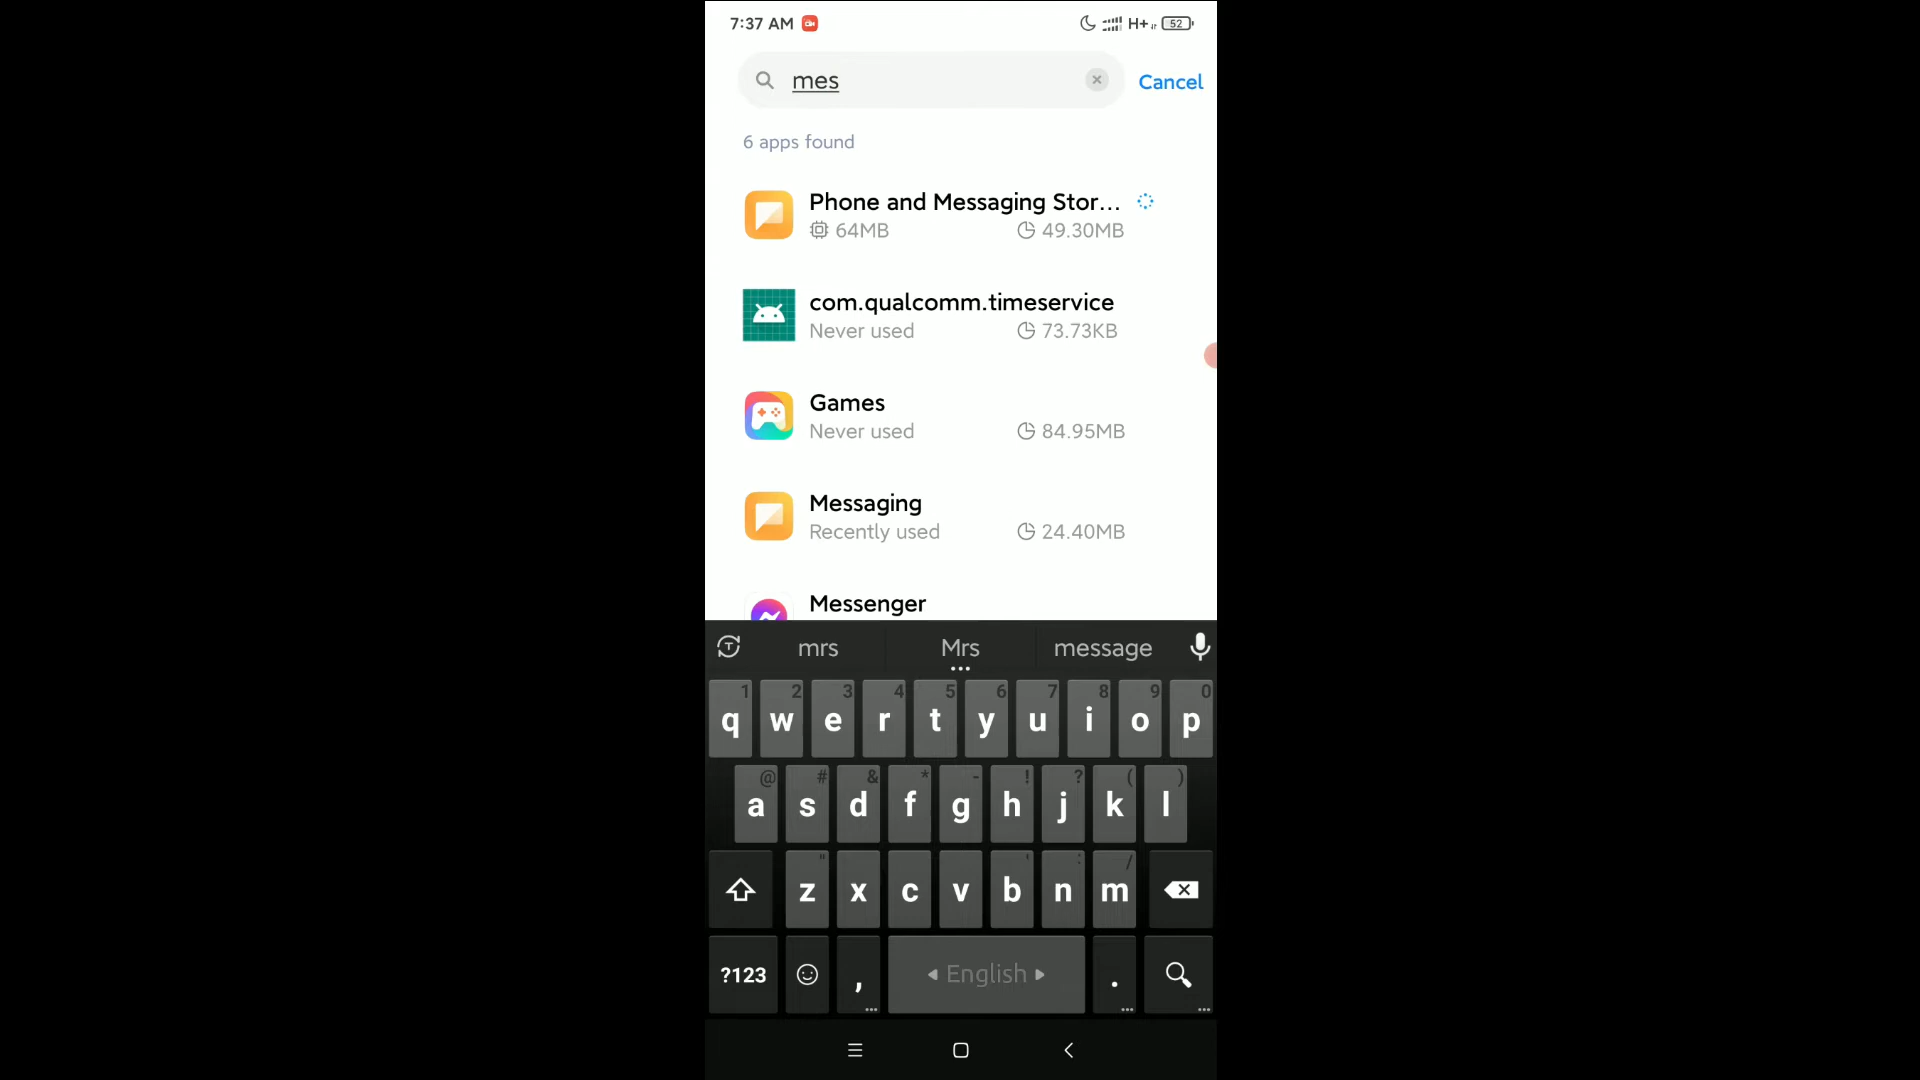 7:37 AM H+ 52
mes
Cancel
6 apps found
Phone and Messaging Stor...
64MB 49.30MB
com.qualcomm.timeservice
Never used 73.73KB
Games
Never used 84.95MB
Messaging
Recently used 24.40MB
Messenger
mrs Mrs message
1 2 3 4 5 6 7 8 9 0
q w e r t y u i o p
@ # & * - ! ? ( )
a s d f g h j k l
" ' : /
z x c v b n m
?123 , English .